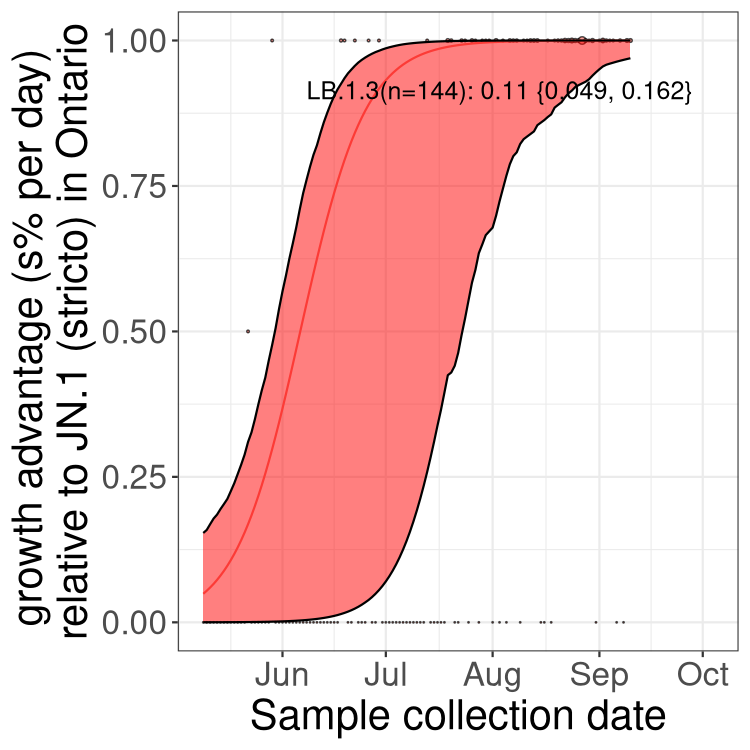 growth advantage (s% per day)
relative to JN.1 (stricto) in Ontario
1.00
0.75
0.50
0.25
0.00
LB.1.3(n=144): 0.11 {0.049, 0.162}
Jun Jul Aug Sep Oct
Sample collection date